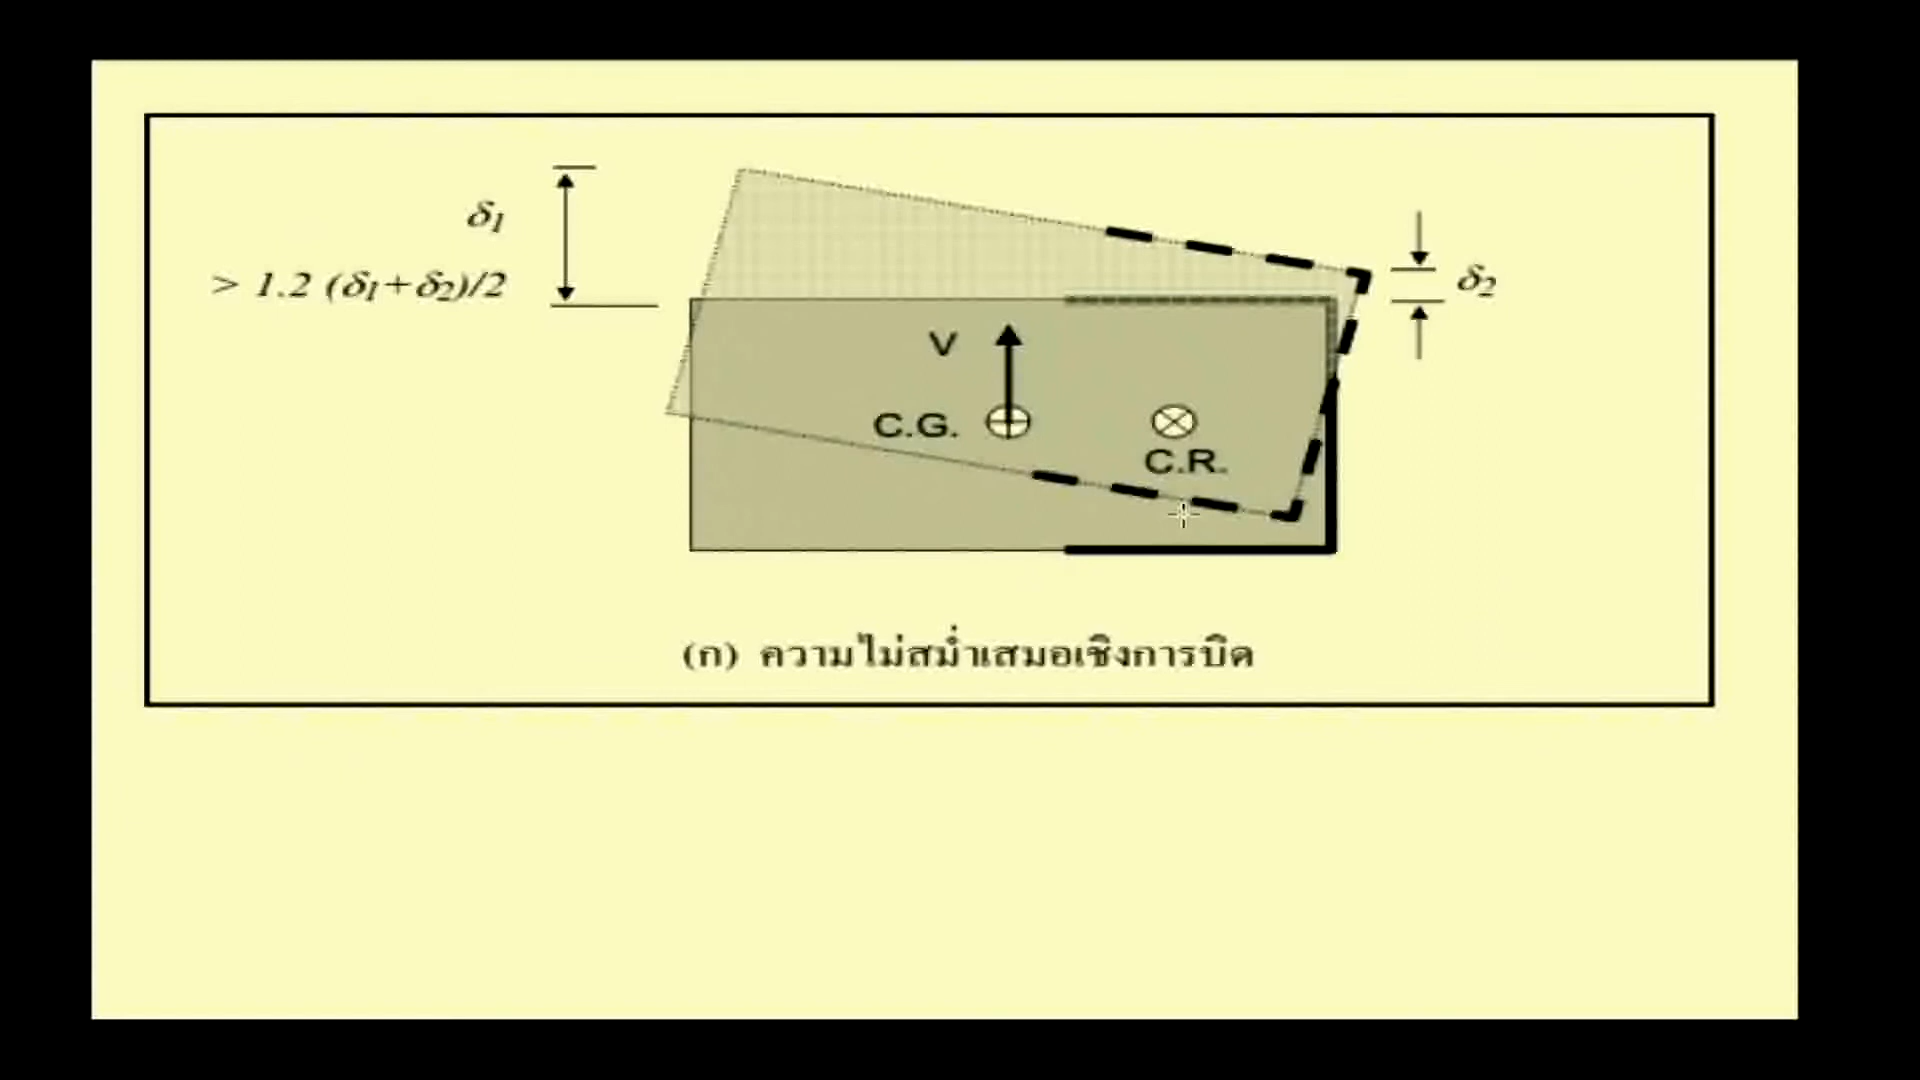 δ1
> 1.2 (δ1+δ2)/2
δ2
V
C.G.
C.R.
(ก) ความไม่สม่ำเสมอเชิงการบิด